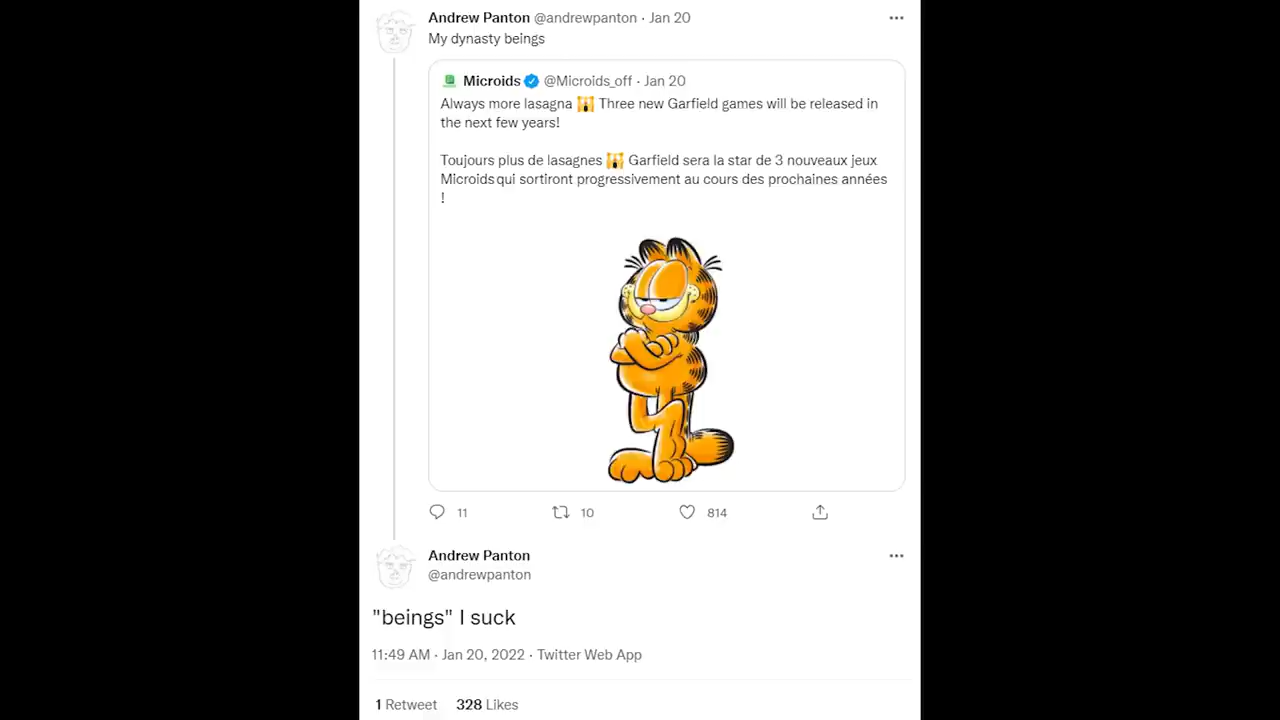 Andrew Panton @andrewpanton · Jan 20
My dynasty beings
Microids @Microids_off · Jan 20
Always more lasagna 🙀 Three new Garfield games will be released in
the next few years!
Toujours plus de lasagnes 🙀 Garfield sera la star de 3 nouveaux jeux
Microids qui sortiront progressivement au cours des prochaines années
!
11 10 814
Andrew Panton
@andrewpanton
"beings" I suck
11:49 AM · Jan 20, 2022 · Twitter Web App
1 Retweet 328 Likes